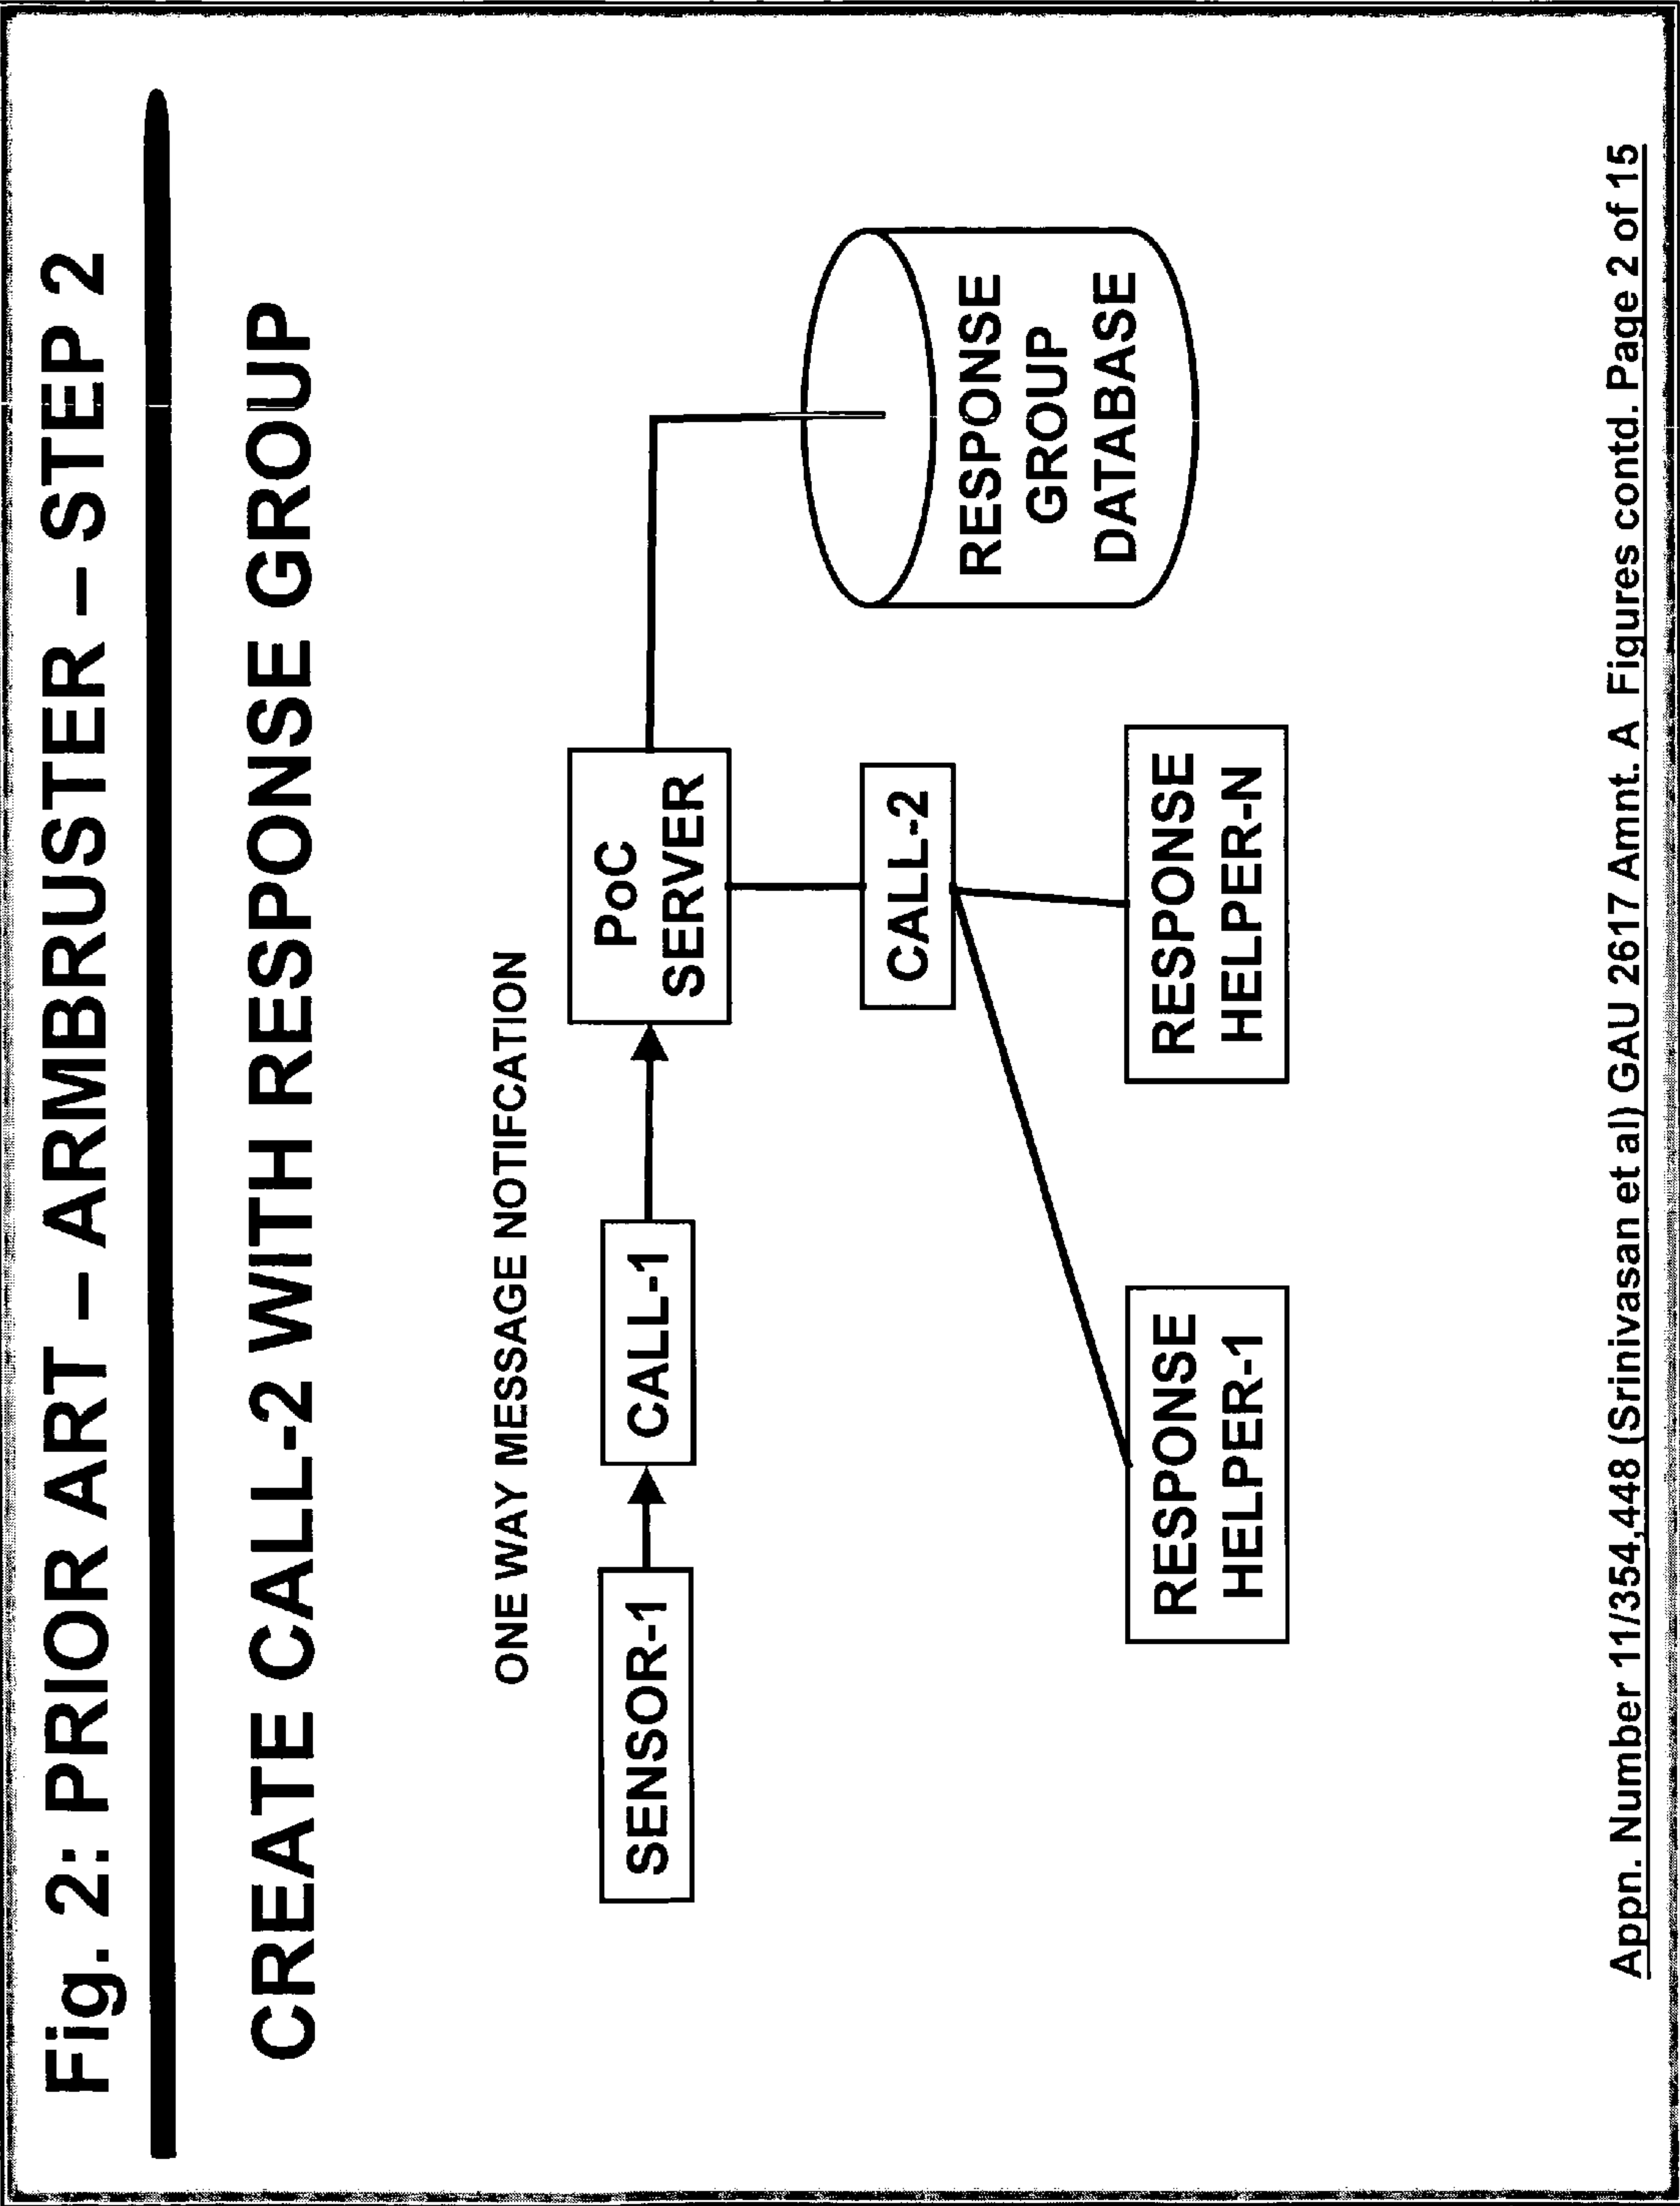 Fig. 2: PRIOR ART – ARMBRUSTER – STEP 2
CREATE CALL-2 WITH RESPONSE GROUP
ONE WAY MESSAGE NOTIFCATION
SENSOR-1
CALL-1
PoC
SERVER
CALL-2
RESPONSE
GROUP
DATABASE
RESPONSE
HELPER-1
RESPONSE
HELPER-N
Appn. Number 11/354,448 (Srinivasan et al) GAU 2617 Amnt. A Figures contd. Page 2 of 15